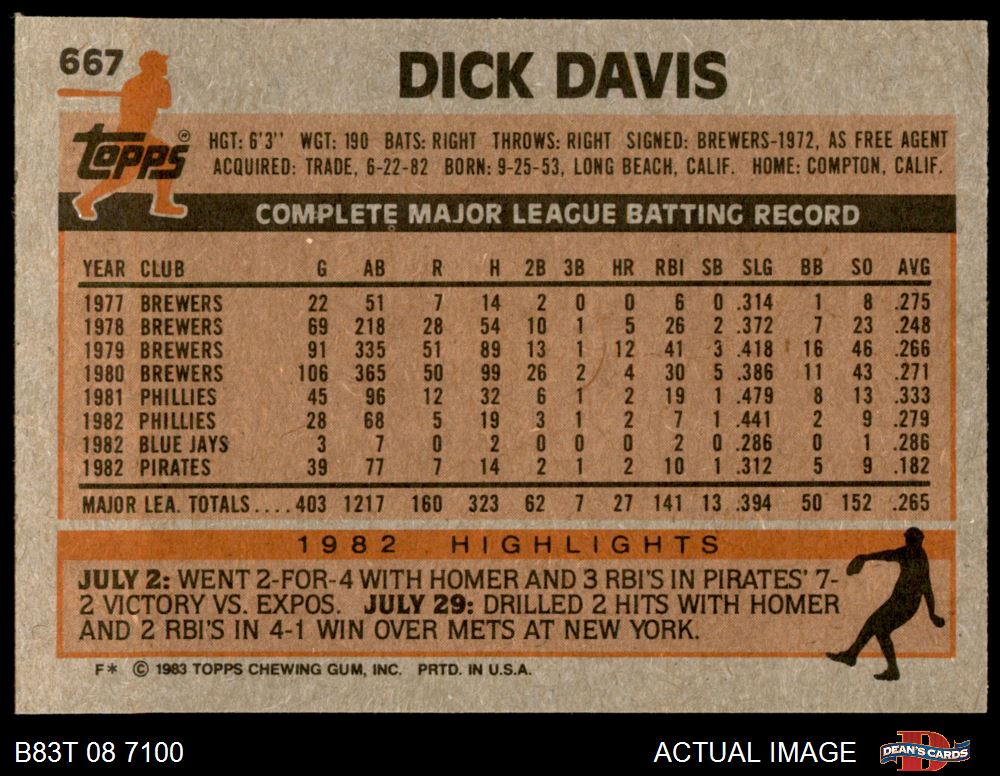 667
DICK DAVIS
topps®
HGT: 6'3'' WGT: 190 BATS: RIGHT THROWS: RIGHT SIGNED: BREWERS-1972, AS FREE AGENT
ACQUIRED: TRADE, 6-22-82 BORN: 9-25-53, LONG BEACH, CALIF. HOME: COMPTON, CALIF.
COMPLETE MAJOR LEAGUE BATTING RECORD
YEAR CLUB G AB R H 2B 3B HR RBI SB SLG BB SO AVG
1977 BREWERS 22 51 7 14 2 0 0 6 0 .314 1 8 .275
1978 BREWERS 69 218 28 54 10 1 5 26 2 .372 7 23 .248
1979 BREWERS 91 335 51 89 13 1 12 41 3 .418 16 46 .266
1980 BREWERS 106 365 50 99 26 2 4 30 5 .386 11 43 .271
1981 PHILLIES 45 96 12 32 6 1 2 19 1 .479 8 13 .333
1982 PHILLIES 28 68 5 19 3 1 2 7 1 .441 2 9 .279
1982 BLUE JAYS 3 7 0 2 0 0 0 2 0 .286 0 1 .286
1982 PIRATES 39 77 7 14 2 1 2 10 1 .312 5 9 .182
MAJOR LEA. TOTALS....403 1217 160 323 62 7 27 141 13 .394 50 152 .265
1982 HIGHLIGHTS
JULY 2: WENT 2-FOR-4 WITH HOMER AND 3 RBI'S IN PIRATES' 7-
2 VICTORY VS. EXPOS. JULY 29: DRILLED 2 HITS WITH HOMER
AND 2 RBI'S IN 4-1 WIN OVER METS AT NEW YORK.
F* © 1983 TOPPS CHEWING GUM, INC. PRTD. IN U.S.A.
B83T 08 7100 ACTUAL IMAGE DEAN'S CARDS